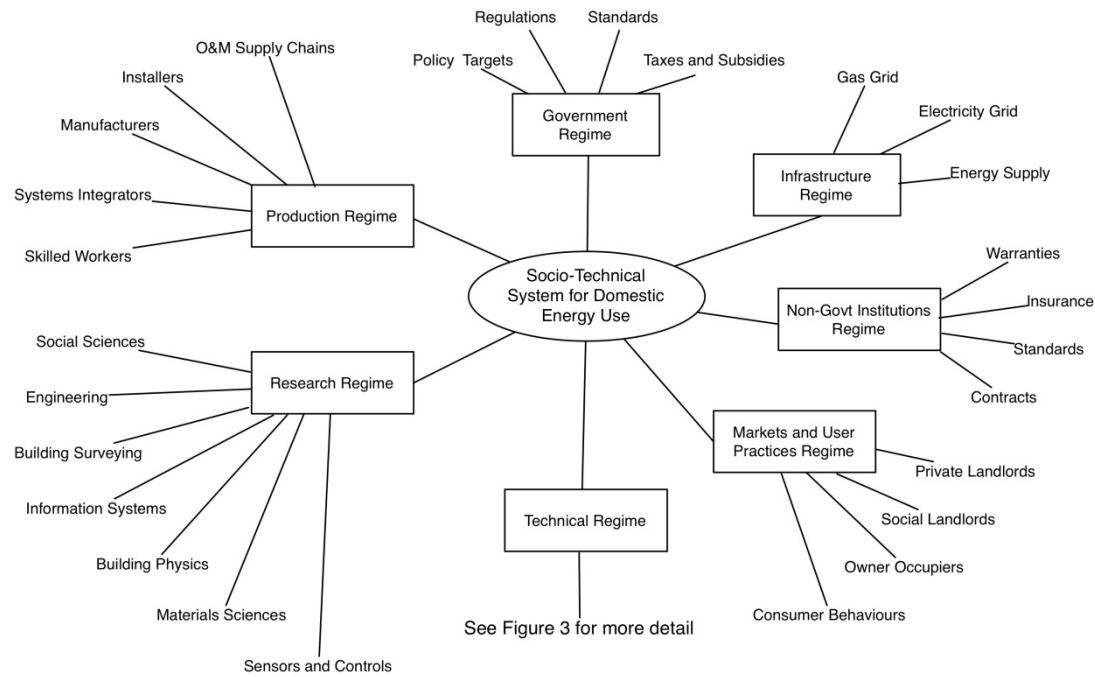 Regulations
Standards
O&M Supply Chains
Policy Targets
Taxes and Subsidies
Installers
Gas Grid
Manufacturers
Government
Regime
Electricity Grid
Systems Integrators
Production Regime
Infrastructure
Regime
Energy Supply
Skilled Workers
Socio-Technical
System for Domestic
Energy Use
Warranties
Non-Govt Institutions
Regime
Insurance
Social Sciences
Standards
Research Regime
Engineering
Contracts
Building Surveying
Markets and User
Practices Regime
Private Landlords
Information Systems
Technical Regime
Social Landlords
Building Physics
Owner Occupiers
Materials Sciences
Consumer Behaviours
See Figure 3 for more detail
Sensors and Controls